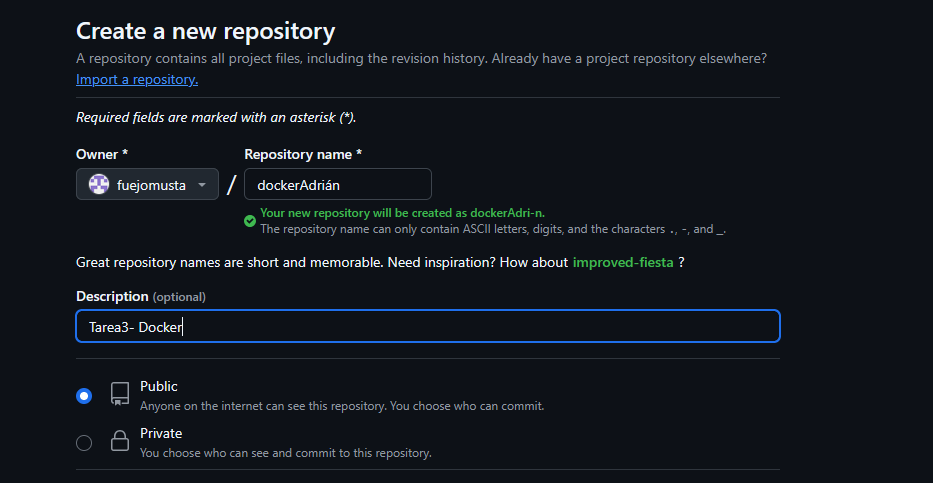 Create a new repository
A repository contains all project files, including the revision history. Already have a project repository elsewhere?
Import a repository.
Required fields are marked with an asterisk (*).
Owner * Repository name *
fuejomusta / dockerAdrián
Your new repository will be created as dockerAdri-n.
The repository name can only contain ASCII letters, digits, and the characters ., -, and _.
Great repository names are short and memorable. Need inspiration? How about improved-fiesta ?
Description (optional)
Tarea3- Docker
Public
Anyone on the internet can see this repository. You choose who can commit.
Private
You choose who can see and commit to this repository.